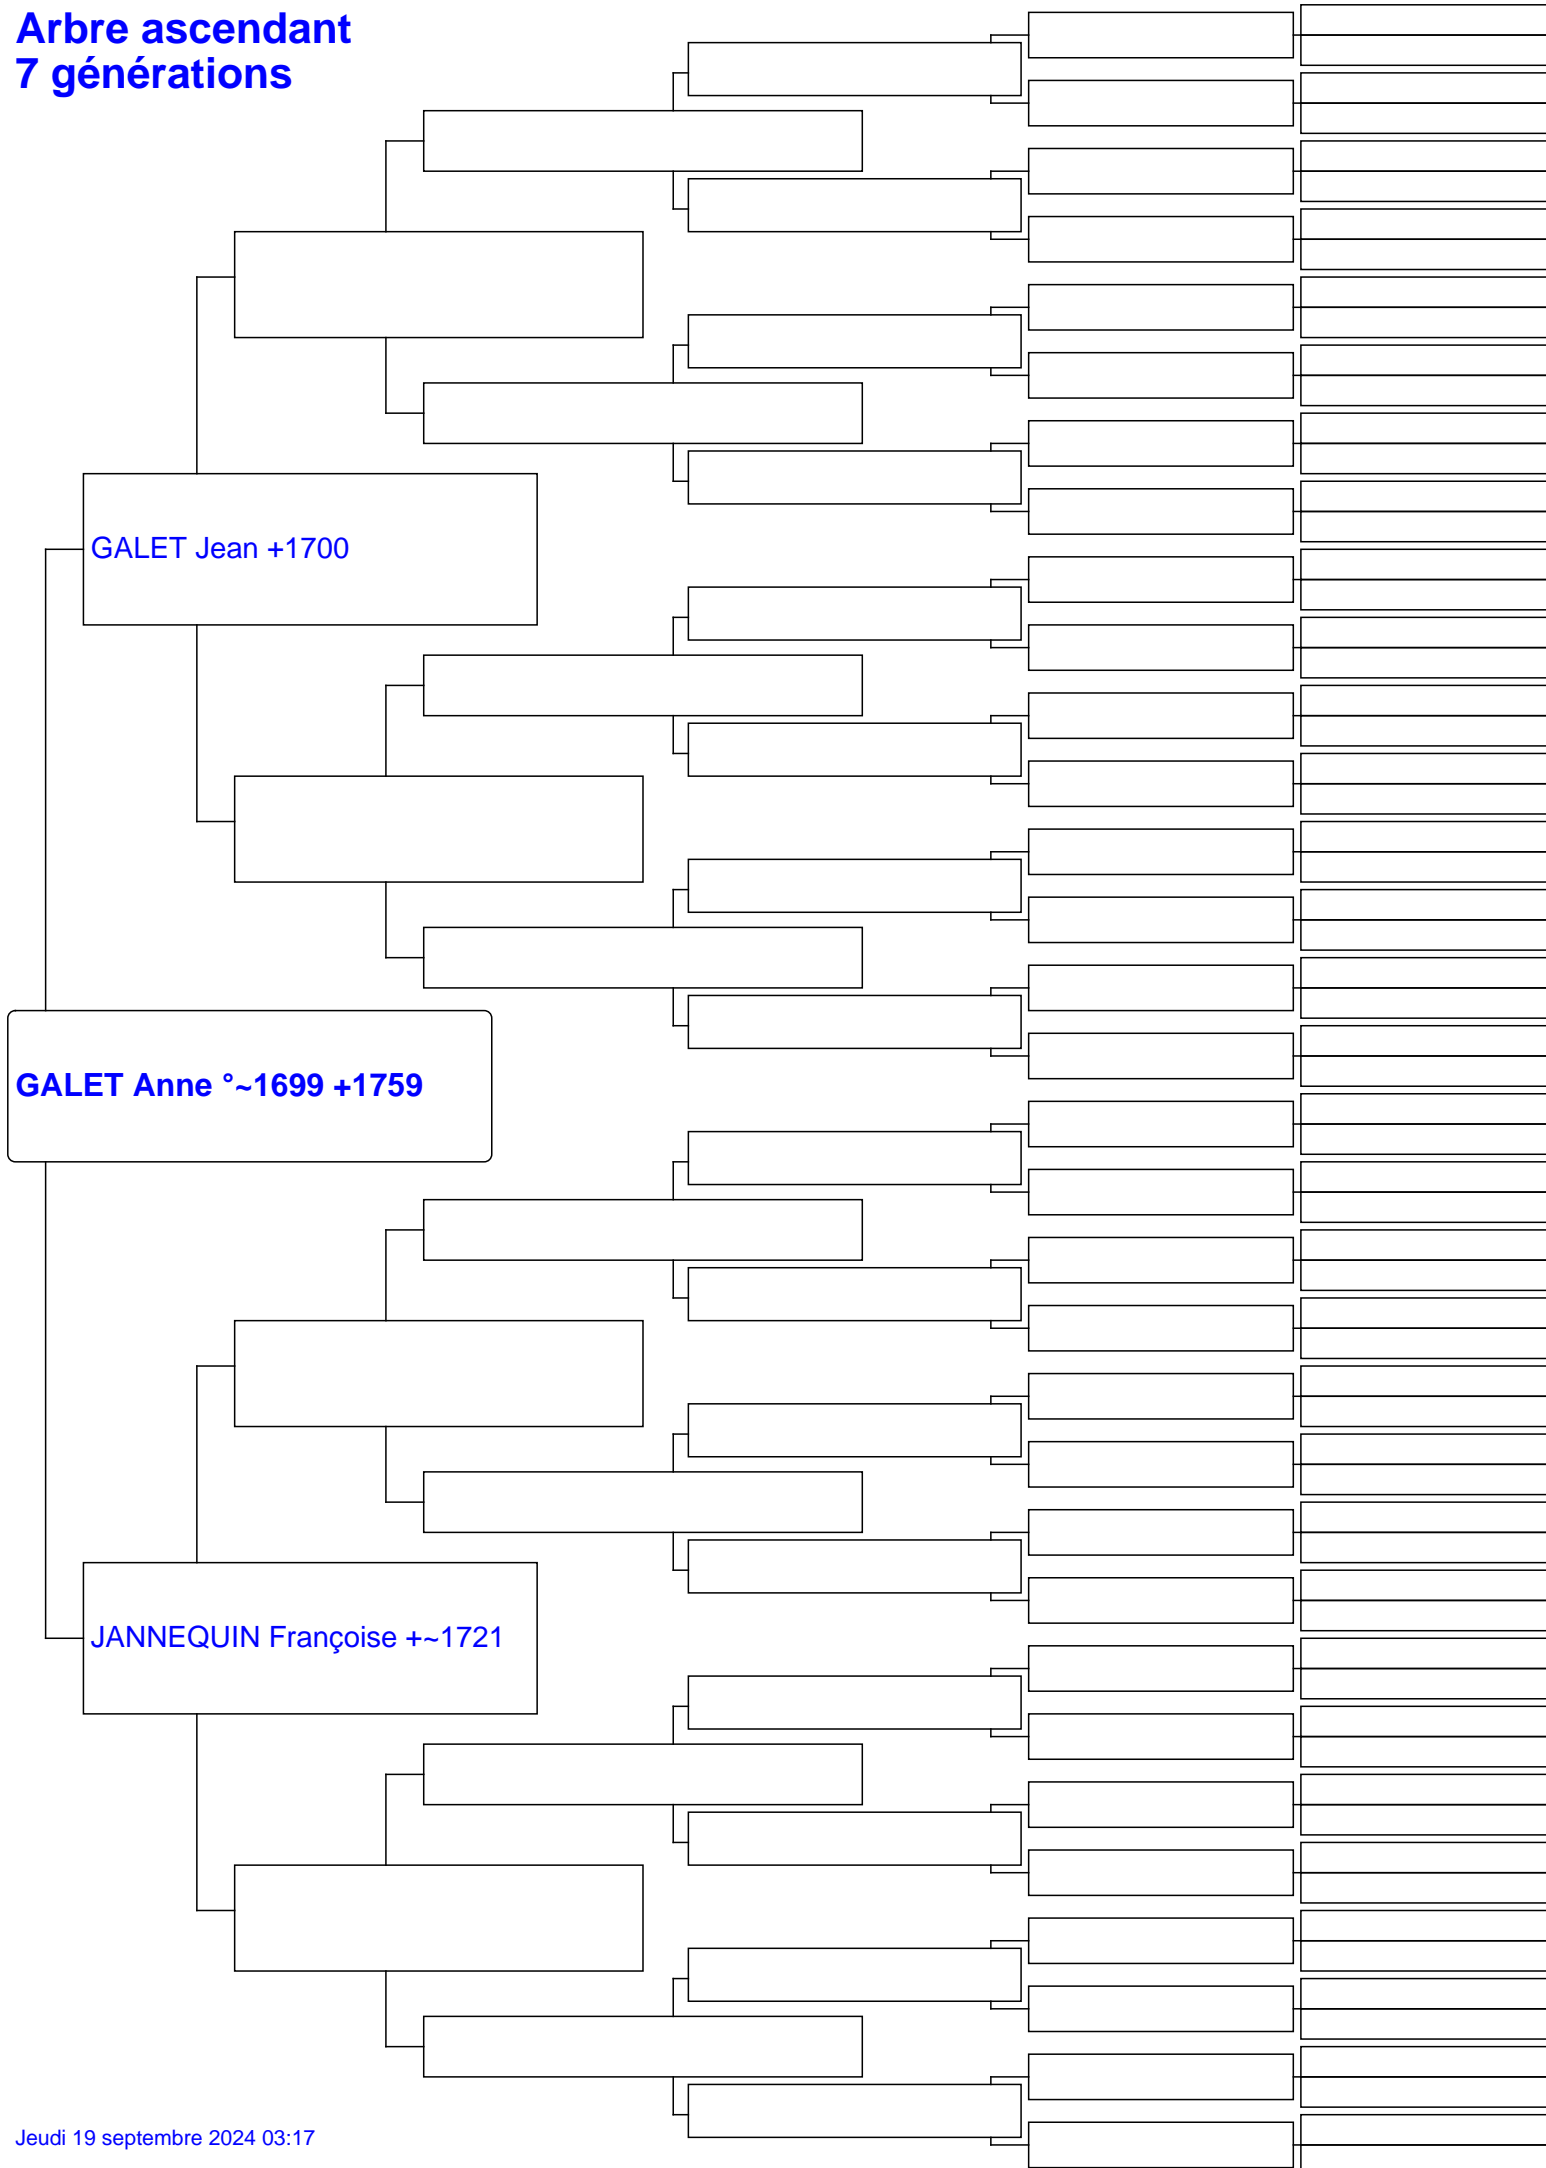 Arbre ascendant
7 générations
GALET Jean +1700
GALET Anne °~1699 +1759
JANNEQUIN Françoise +~1721
Jeudi 19 septembre 2024 03:17